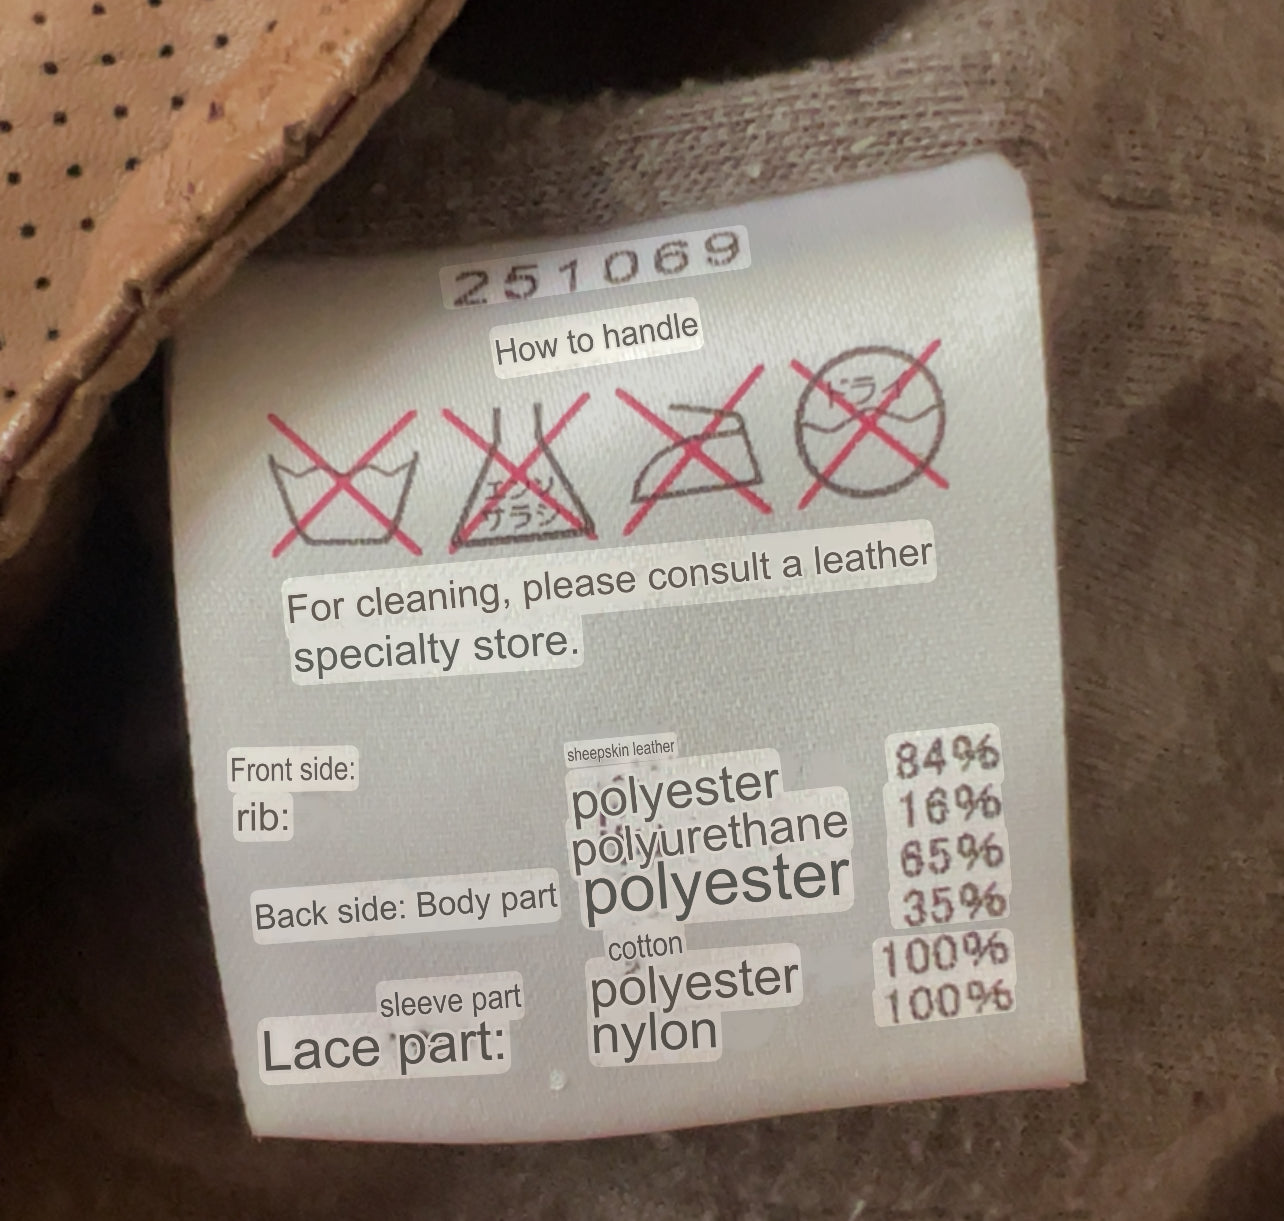 251069
How to handle
エンソ
サラシ
ドライ
For cleaning, please consult a leather
specialty store.
Front side: sheepskin leather
rib: polyester 84%
polyurethane 16%
Back side: Body part polyester 65%
cotton 35%
sleeve part polyester 100%
Lace part: nylon 100%